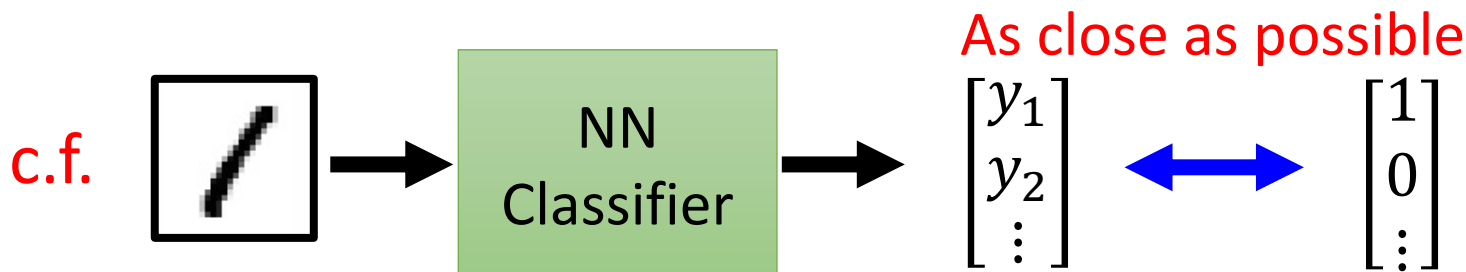 As close as possible
c.f.
NN
Classifier
y₁
y₂
⋮
1
0
⋮